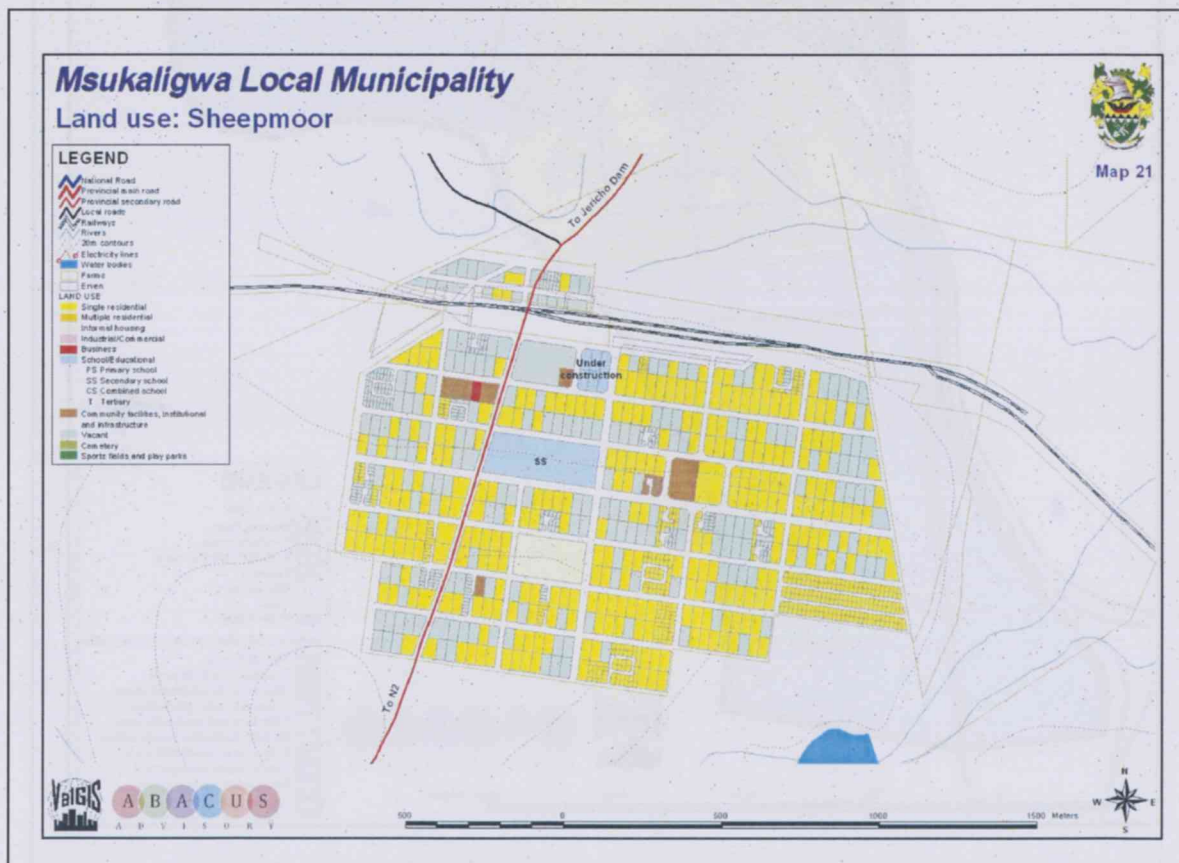 Msukaligwa Local Municipality
Land use: Sheepmoor
Map 21
LEGEND
National Road
Provincial main road
Provincial secondary road
Local roads
Railways
Rivers
20m contours
Electricity lines
Water bodies
Farms
Erven
LAND USE
Single residential
Multiple residential
Informal housing
Industrial/Commercial
Business
School/Educational
PS Primary school
SS Secondary school
CS Combined school
T Tertiary
Community facilities, institutional
and infrastructure
Vacant
Cemetery
Sports fields and play parks
To Jericho Dam
Under
construction
SS
To N2
ValGIS
ABACUS
ADVISORY
500 0 500 1000 1500 Meters
N
W E
S